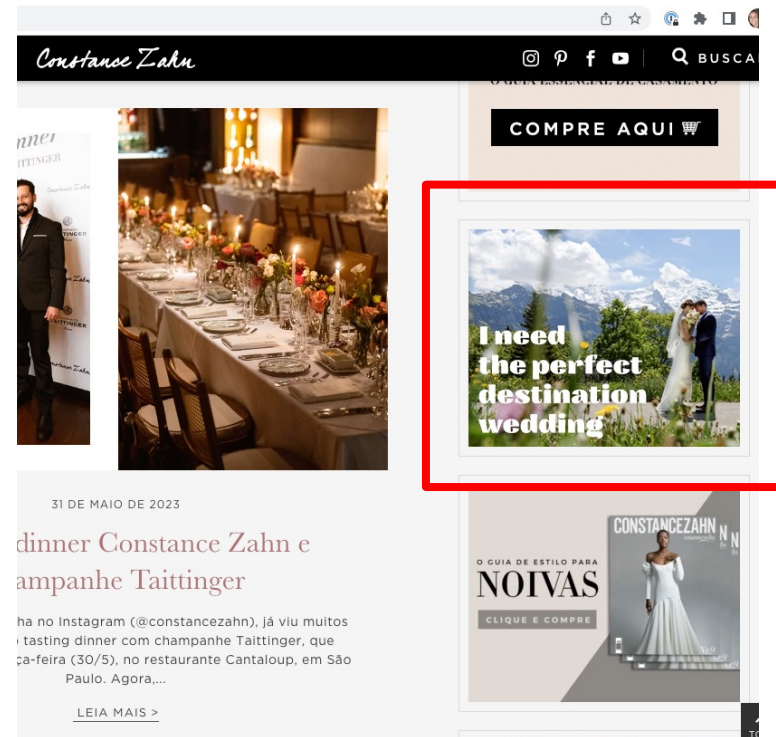 Constance Zahn
BUSCA
O GUIA ESSENCIAL DE CASAMENTO
COMPRE AQUI
I need
the perfect
destination
wedding
31 DE MAIO DE 2023
dinner Constance Zahn e
ampanhe Taittinger
ha no Instagram (@constancezahn), já viu muitos
tasting dinner com champanhe Taittinger, que
ça-feira (30/5), no restaurante Cantaloup, em São
Paulo. Agora,...
LEIA MAIS >
CONSTANCEZAHN
O GUIA DE ESTILO PARA
NOIVAS
CLIQUE E COMPRE
Nº9